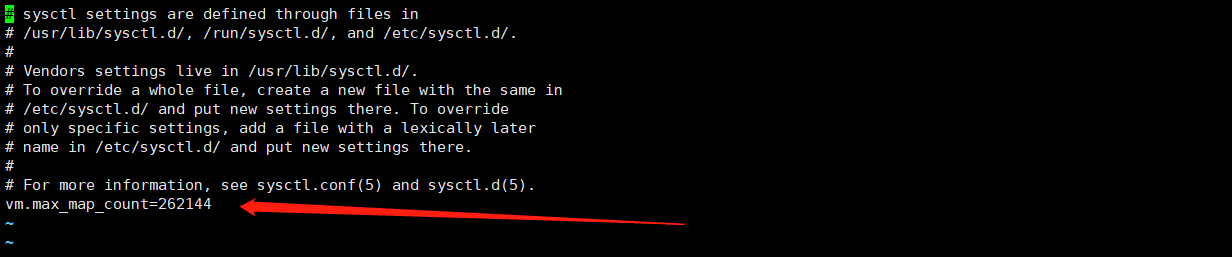 # sysctl settings are defined through files in
# /usr/lib/sysctl.d/, /run/sysctl.d/, and /etc/sysctl.d/.
#
# Vendors settings live in /usr/lib/sysctl.d/.
# To override a whole file, create a new file with the same in
# /etc/sysctl.d/ and put new settings there. To override
# only specific settings, add a file with a lexically later
# name in /etc/sysctl.d/ and put new settings there.
#
# For more information, see sysctl.conf(5) and sysctl.d(5).
vm.max_map_count=262144
~
~